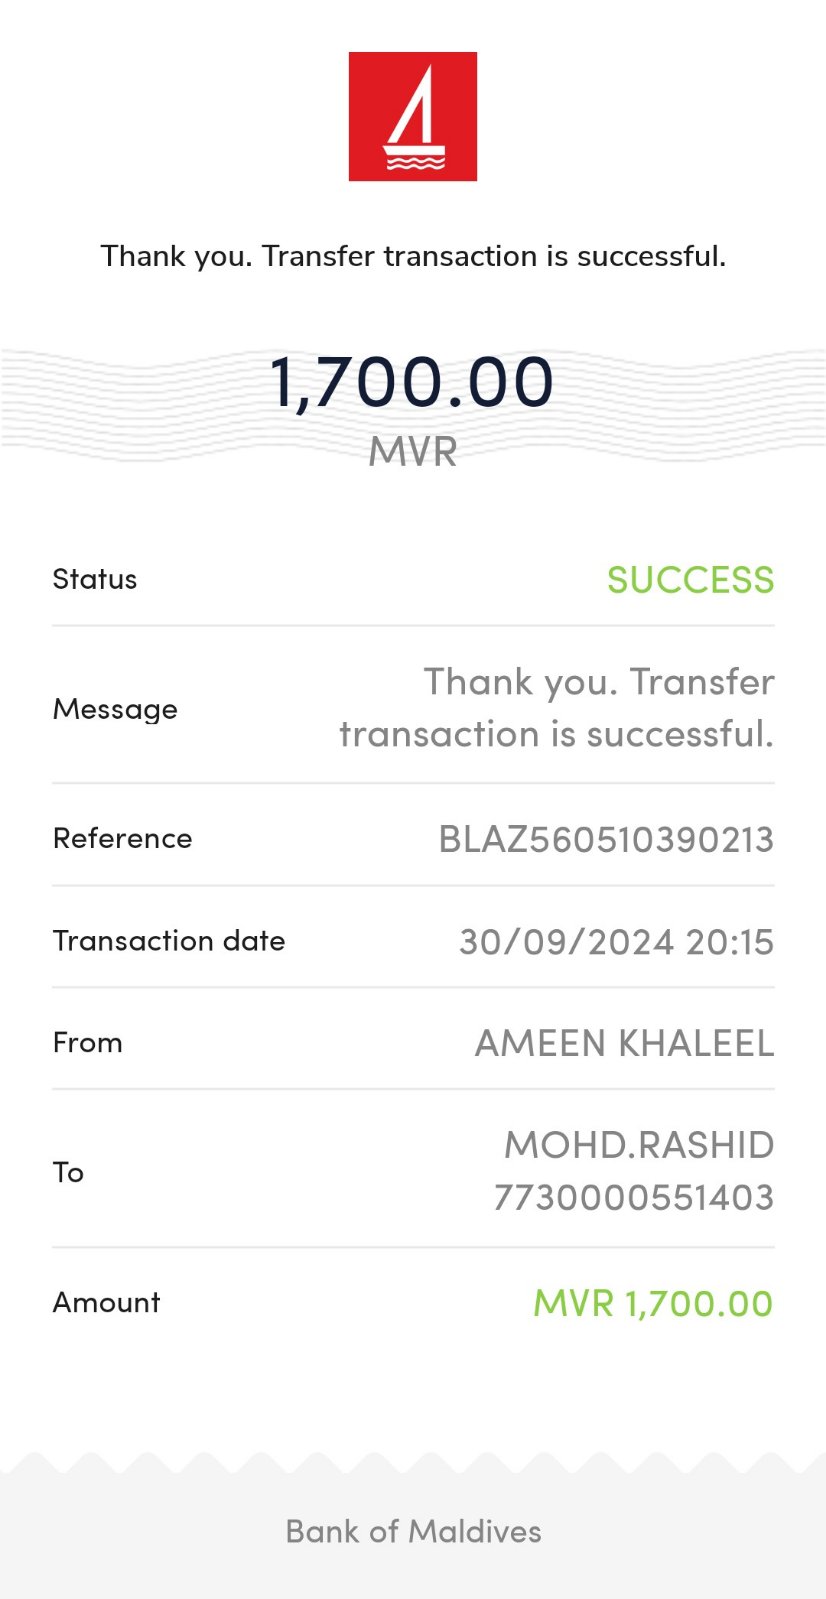 Thank you. Transfer transaction is successful.
1,700.00
MVR
Status SUCCESS
Message Thank you. Transfer
transaction is successful.
Reference BLAZ560510390213
Transaction date 30/09/2024 20:15
From AMEEN KHALEEL
To MOHD.RASHID
7730000551403
Amount MVR 1,700.00
Bank of Maldives